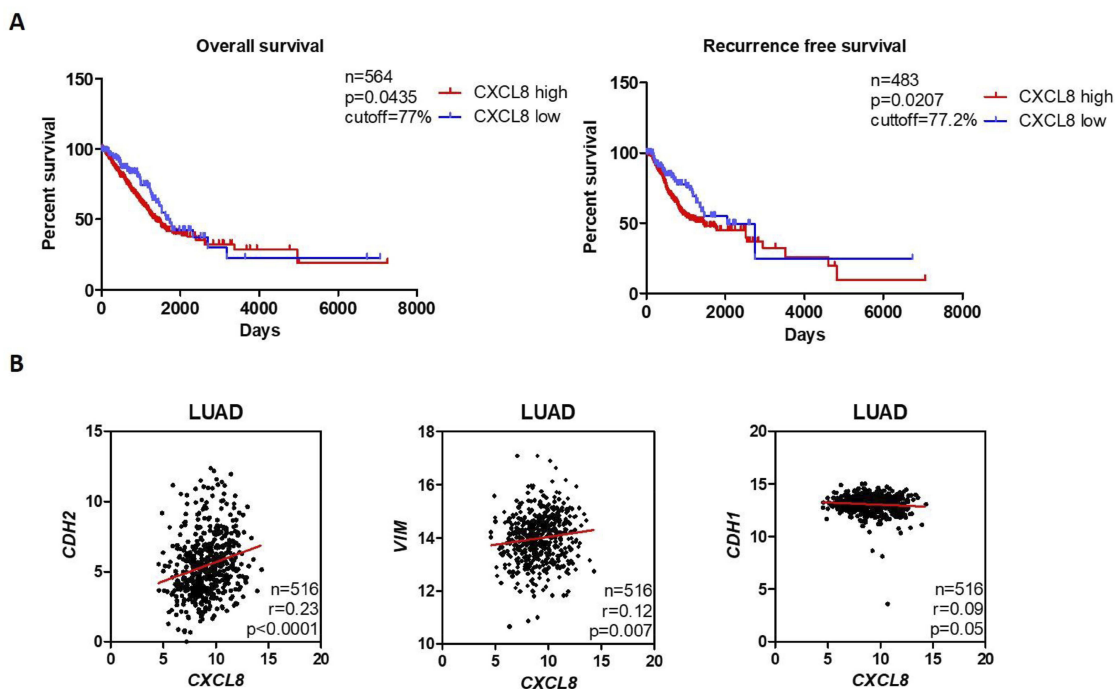 A
Overall survival
n=564
p=0.0435
cutoff=77%
CXCL8 high
CXCL8 low
Percent survival
150
100
50
0
0 2000 4000 6000 8000
Days
Recurrence free survival
n=483
p=0.0207
cuttoff=77.2%
CXCL8 high
CXCL8 low
Percent survival
150
100
50
0
0 2000 4000 6000 8000
Days
B
LUAD
CDH2
15
10
5
0
n=516
r=0.23
p<0.0001
0 5 10 15 20
CXCL8
LUAD
VIM
18
16
14
12
10
n=516
r=0.12
p=0.007
0 5 10 15 20
CXCL8
LUAD
CDH1
20
15
10
5
0
n=516
r=0.09
p=0.05
0 5 10 15 20
CXCL8